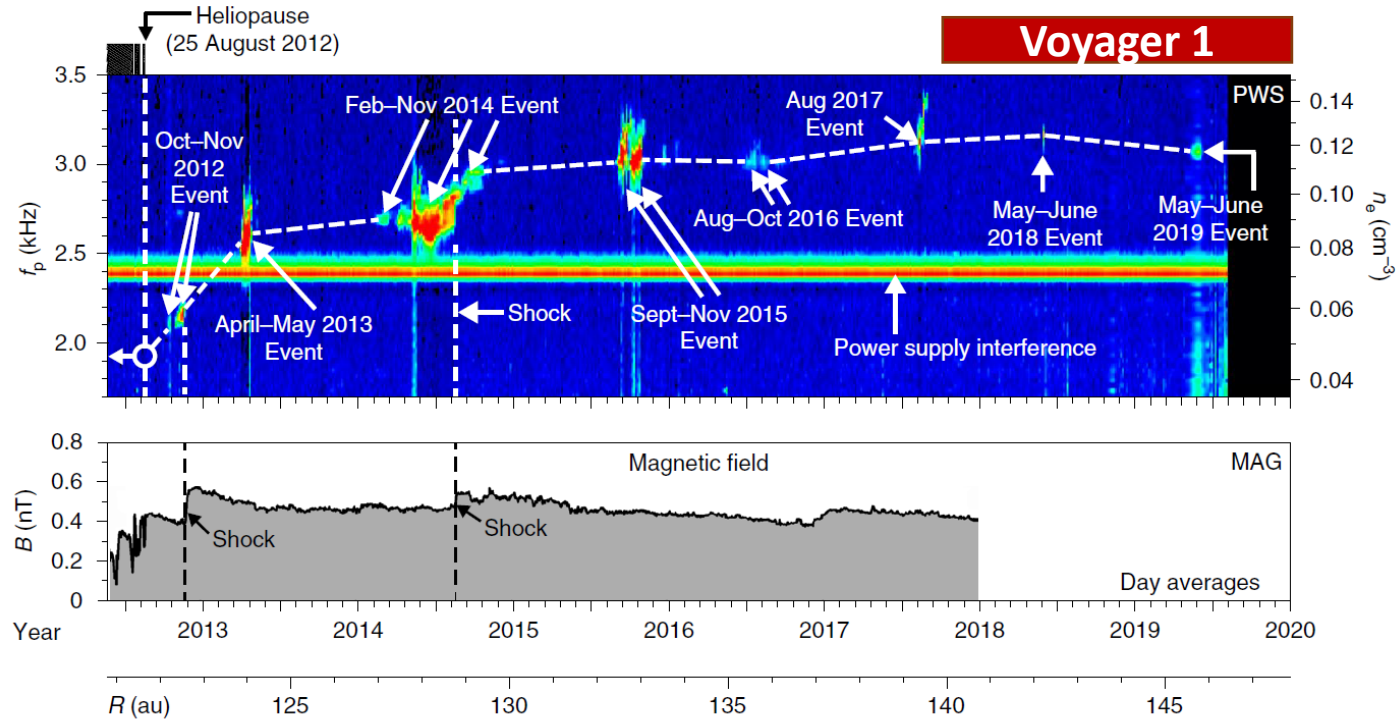 Heliopause
(25 August 2012)
Voyager 1
3.5
3.0
2.5
2.0
f_p (kHz)
Oct–Nov
2012
Event
Feb–Nov 2014 Event
Aug 2017
Event
PWS
0.14
0.12
0.10
0.08
0.06
0.04
n_e (cm⁻³)
April–May 2013
Event
Shock
Sept–Nov 2015
Event
Aug–Oct 2016 Event
May–June
2018 Event
May–June
2019 Event
Power supply interference
0.8
0.6
0.4
0.2
0
B (nT)
Magnetic field
MAG
Shock
Shock
Day averages
Year
2013
2014
2015
2016
2017
2018
2019
2020
R (au)
125
130
135
140
145